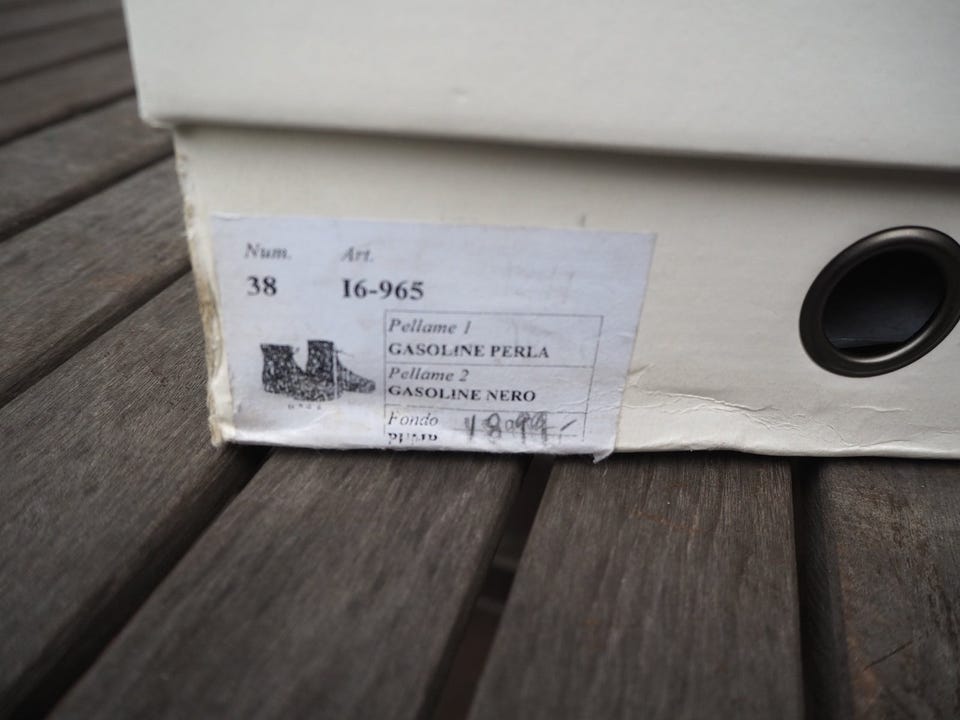 Num. Art.
38 I6-965
Pellame 1
GASOLINE PERLA
Pellame 2
GASOLINE NERO
Fondo